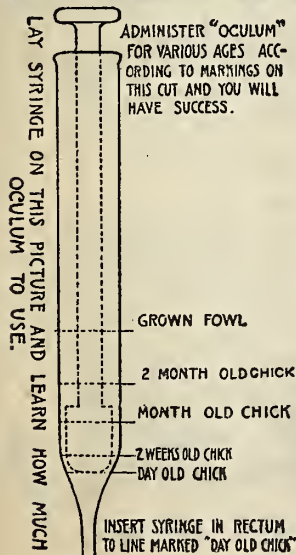 ADMINISTER "OCULUM"
FOR VARIOUS AGES ACC-
ORDING TO MARKINGS ON
THIS CUT AND YOU WILL
HAVE SUCCESS.
LAY SYRINGE ON THIS PICTURE AND LEARN HOW MUCH
OCULUM TO USE.
GROWN FOWL
2 MONTH OLD CHICK
MONTH OLD CHICK
2 WEEKS OLD CHICK
DAY OLD CHICK
INSERT SYRINGE IN RECTUM
TO LINE MARKED "DAY OLD CHICK"